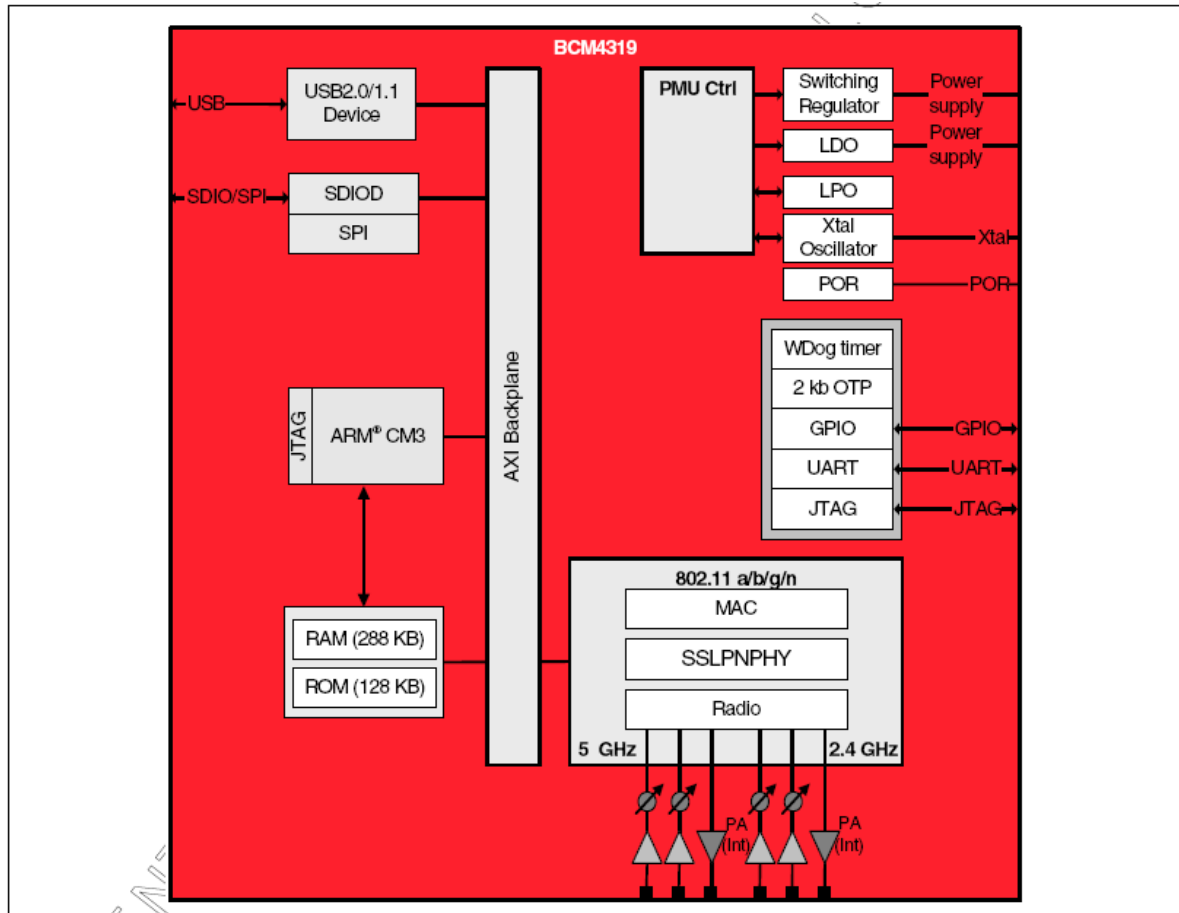 BCM4319
USB
USB2.0/1.1
Device
SDIO/SPI
SDIOD
SPI
JTAG
ARM® CM3
RAM (288 KB)
ROM (128 KB)
AXI Backplane
PMU Ctrl
Switching
Regulator
Power
supply
LDO
Power
supply
LPO
Xtal
Oscillator
Xtal
POR
POR
WDog timer
2 kb OTP
GPIO
GPIO
UART
UART
JTAG
JTAG
802.11 a/b/g/n
MAC
SSLPNPHY
Radio
5 GHz
2.4 GHz
PA
(Int)
PA
(Int)